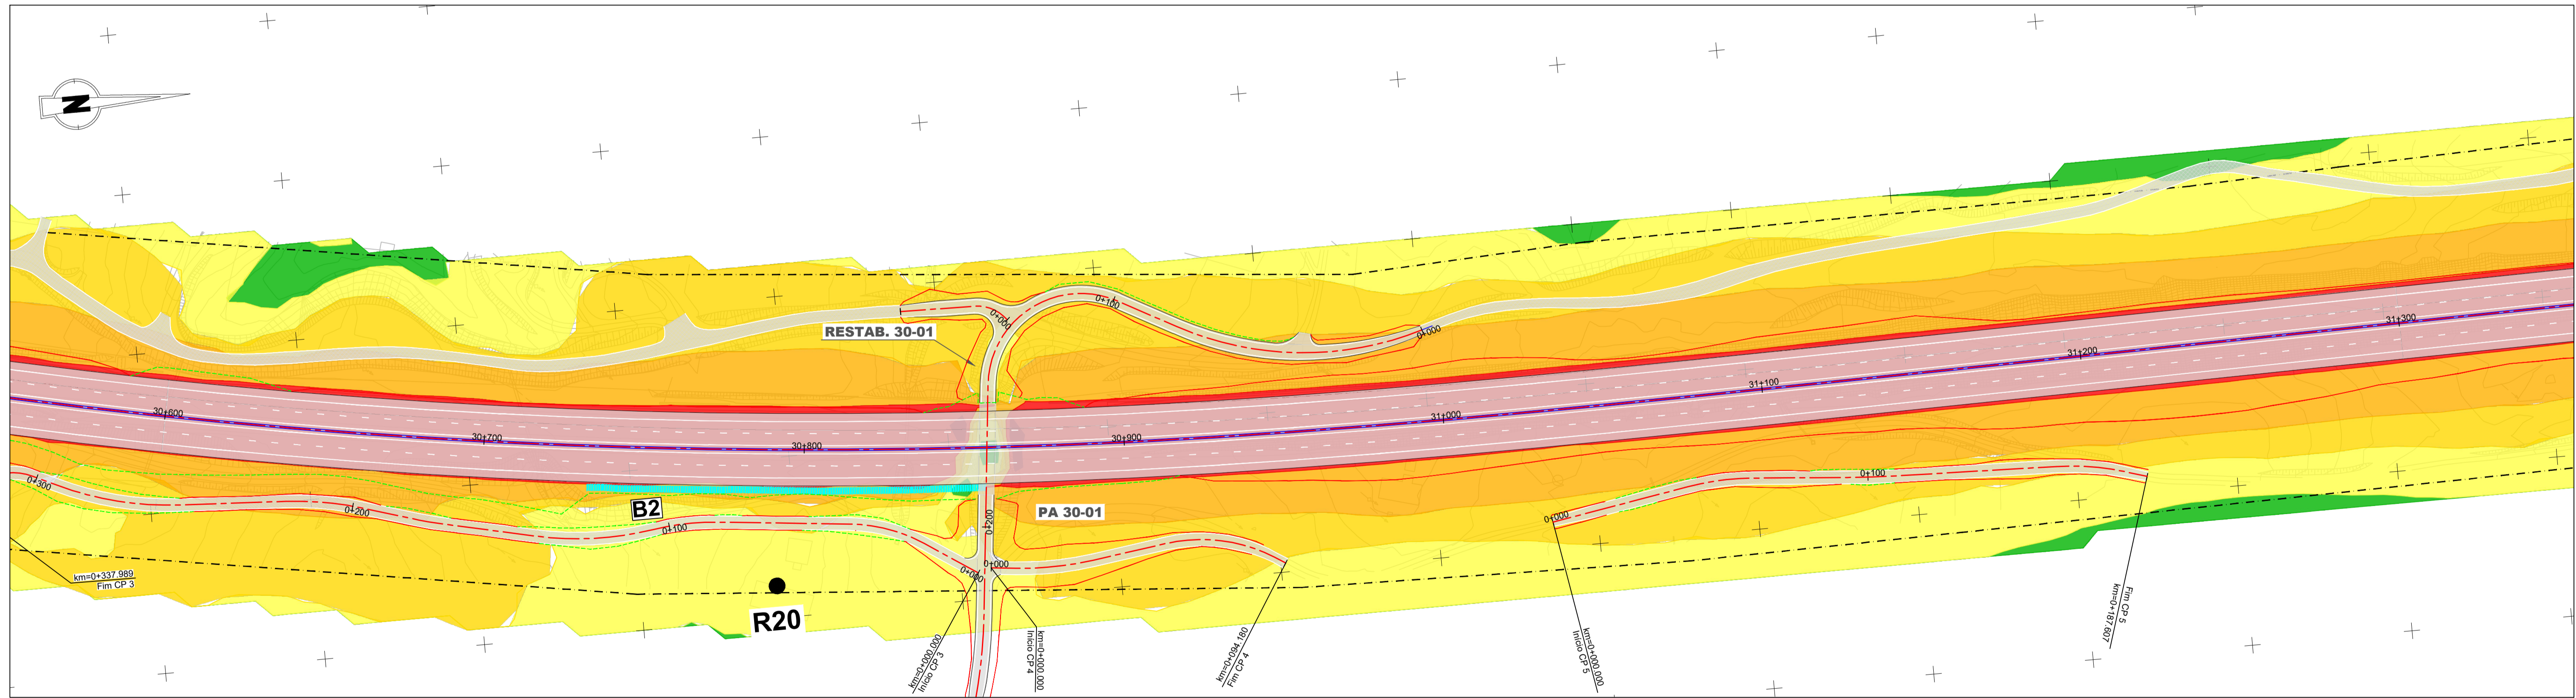 N
RESTAB. 30-01
0+000
0+100
0+000
30+600
30+700
30+800
30+900
31+000
31+100
31+200
31+300
0+300
0+200
B2
0+100
0+200
PA 30-01
0+000
0+000
0+000
0+100
km=0+337.989
Fim CP 3
R20
km=0+000.000
Início CP 3
km=0+000.000
Início CP 4
km=0+094.180
Fim CP 4
km=0+000.000
Início CP 5
Fim CP 5
km=0+187.607